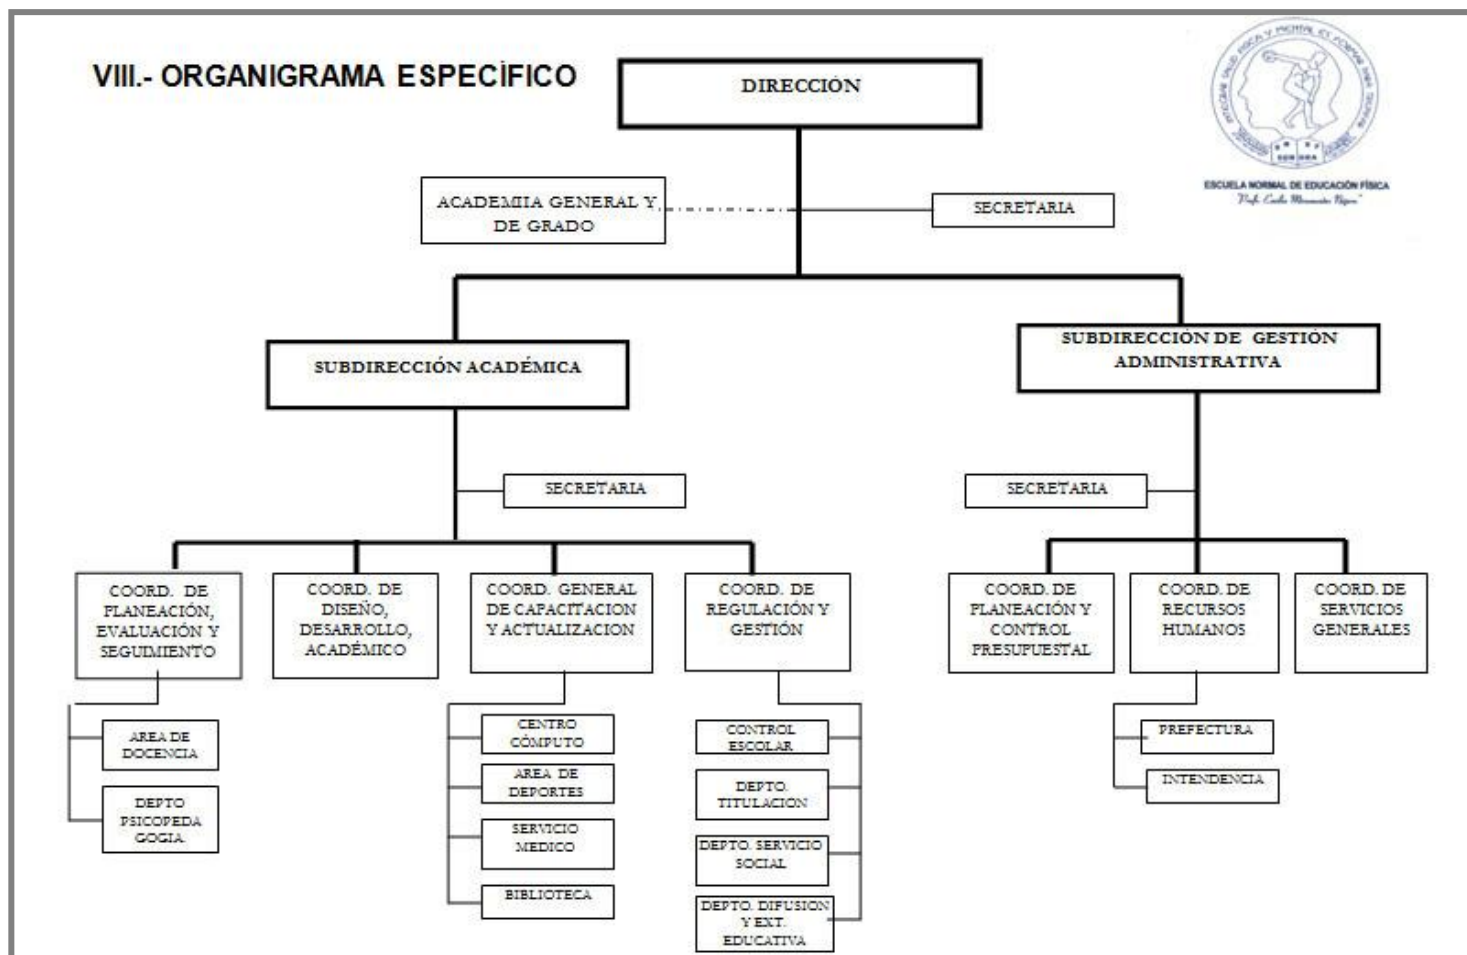 VIII.- ORGANIGRAMA ESPECÍFICO
DIRECCIÓN
ESCUELA NORMAL DE EDUCACIÓN FÍSICA
ACADEMIIA GENERAL Y
DE GRADO
SECRETARIA
SUBDIRECCIÓN ACADÉMICA
SUBDIRECCIÓN DE GESTIÓN
ADMINISTRATIVA
SECRETARIA
SECRETARIA
COORD. DE
PLANEACIÓN,
EVALUACIÓN Y
SEGUIMIENTO
COORD. DE
DISEÑO,
DESARROLLO,
ACADÉMICO
COORD. GENERAL
DE CAPACITACION
Y ACTUALIZACION
COORD. DE
REGULACIÓN Y
GESTIÓN
COORD. DE
PLANEACIÓN Y
CONTROL
PRESUPUESTAL
COORD. DE
RECURSOS
HUMANOS
COORD. DE
SERVICIOS
GENERALES
AREA DE
DOCENCIA
DEPTO
PSICOPEDA
GOGIA.
CENTRO
CÓMPUTO
AREA DE
DEPORTES
SERVICIO
MEDICO
BIBLIOTECA
CONTROL
ESCOLAR
DEPTO.
TITULACION
DEPTO. SERVICIO
SOCIAL
DEPTO. DIFUSION
Y EXT.
EDUCATIVA
PREFECTURA
INTENDENCIA